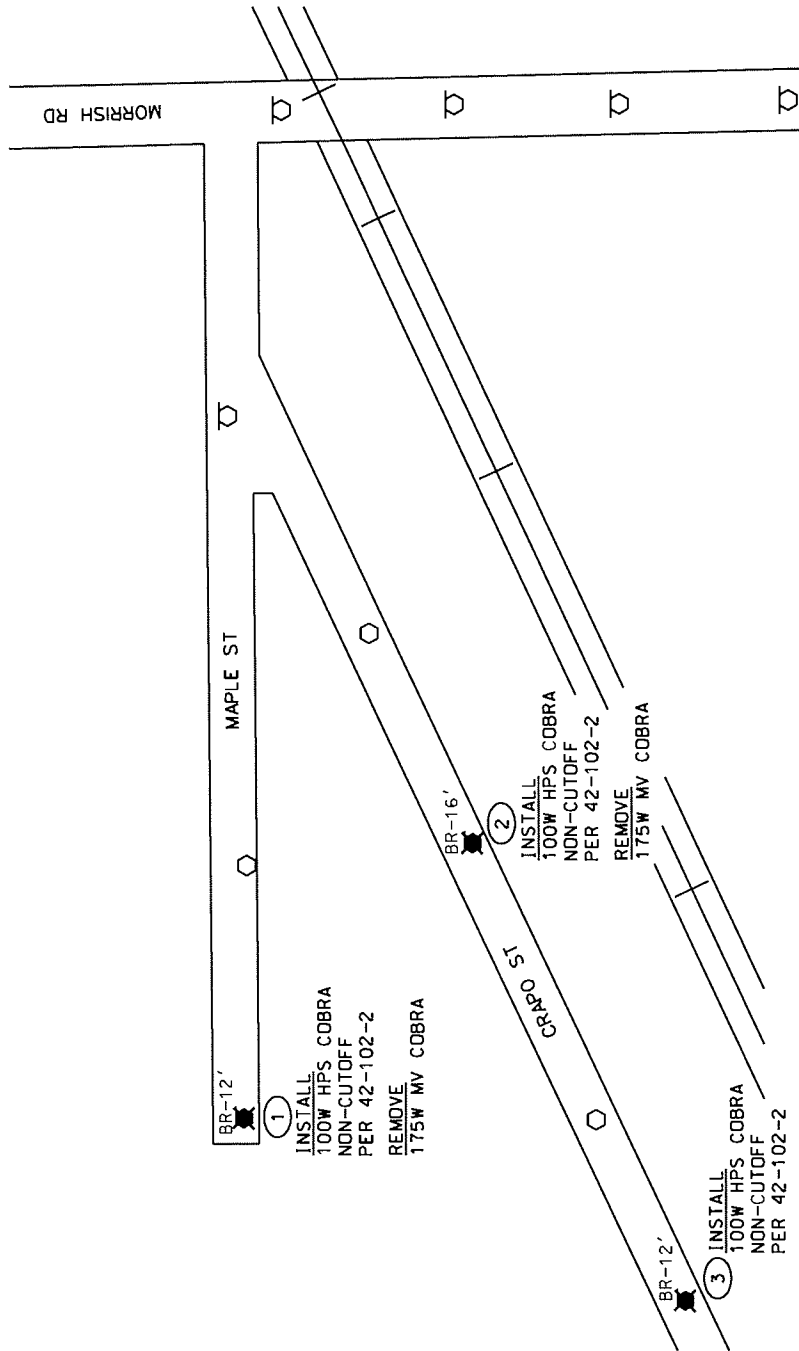 MORRISH RD
MAPLE ST
BR-12'
1
INSTALL
100W HPS COBRA
NON-CUTOFF
PER 42-102-2
REMOVE
175W MV COBRA
BR-16'
2
INSTALL
100W HPS COBRA
NON-CUTOFF
PER 42-102-2
REMOVE
175W MV COBRA
CRAPO ST
BR-12'
3
INSTALL
100W HPS COBRA
NON-CUTOFF
PER 42-102-2